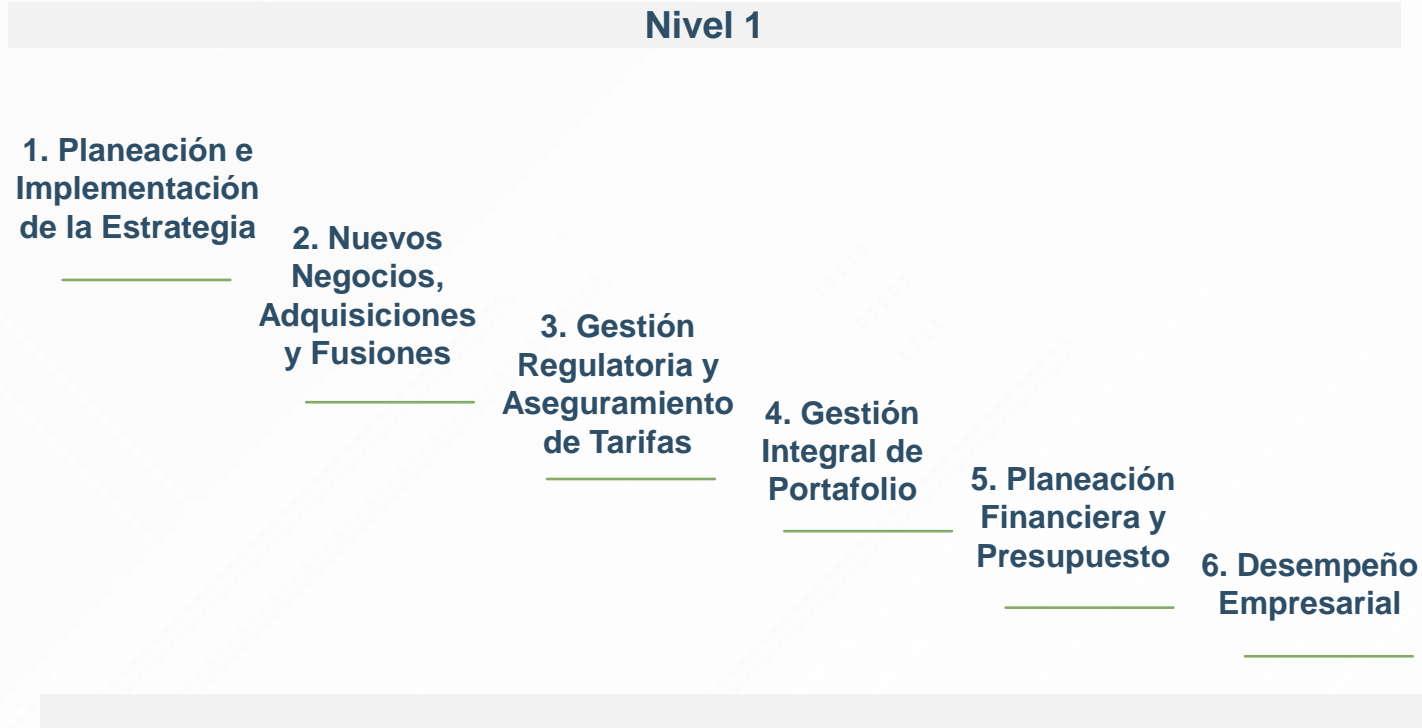 Nivel 1
1. Planeación e
Implementación
de la Estrategia
2. Nuevos
Negocios,
Adquisiciones
y Fusiones
3. Gestión
Regulatoria y
Aseguramiento
de Tarifas
4. Gestión
Integral de
Portafolio
5. Planeación
Financiera y
Presupuesto
6. Desempeño
Empresarial